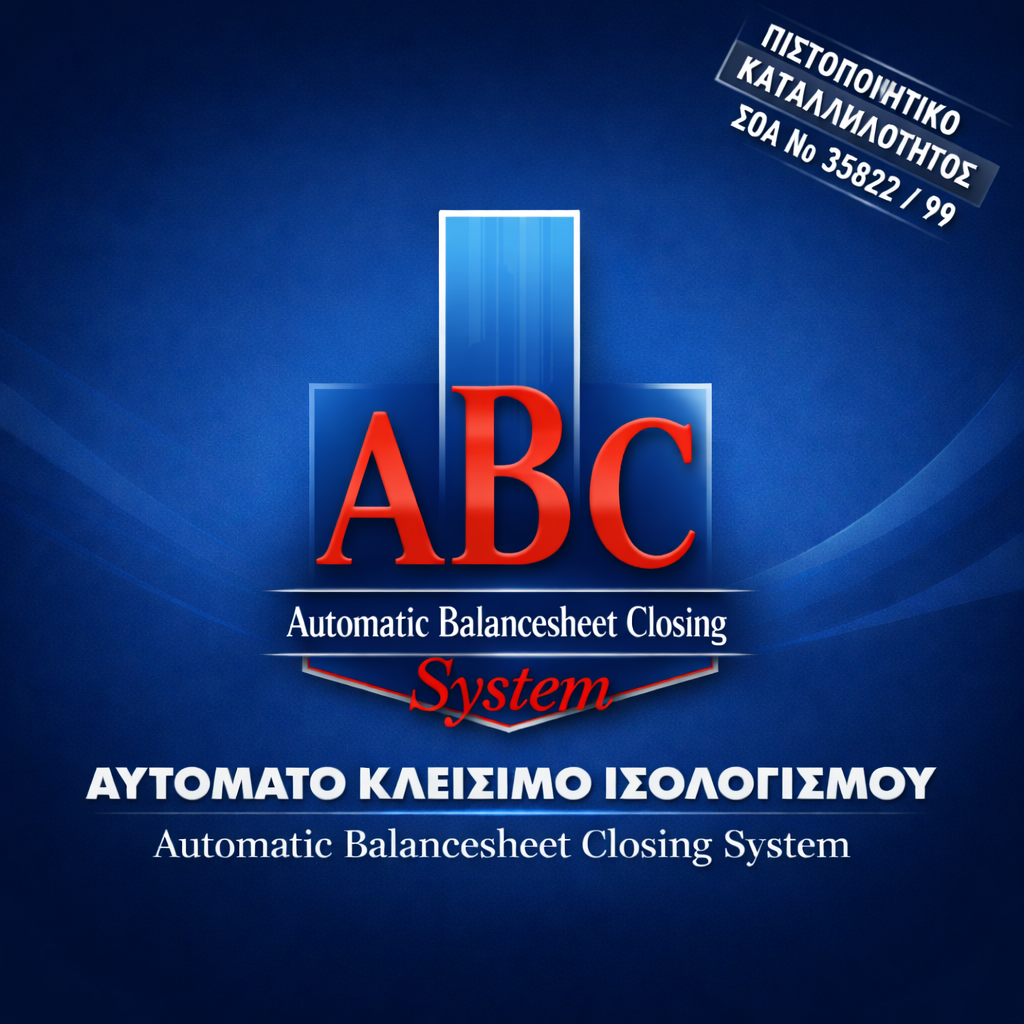 ΠΙΣΤΟΠΟΙΗΤΙΚΟ
ΚΑΤΑΛΛΗΛΟΤΗΤΟΣ
ΣΟΑ Νο 35822 / 99
ABC
Automatic Balancesheet Closing
System
ΑΥΤΟΜΑΤΟ ΚΛΕΙΣΙΜΟ ΙΣΟΛΟΓΙΣΜΟΥ
Automatic Balancesheet Closing System